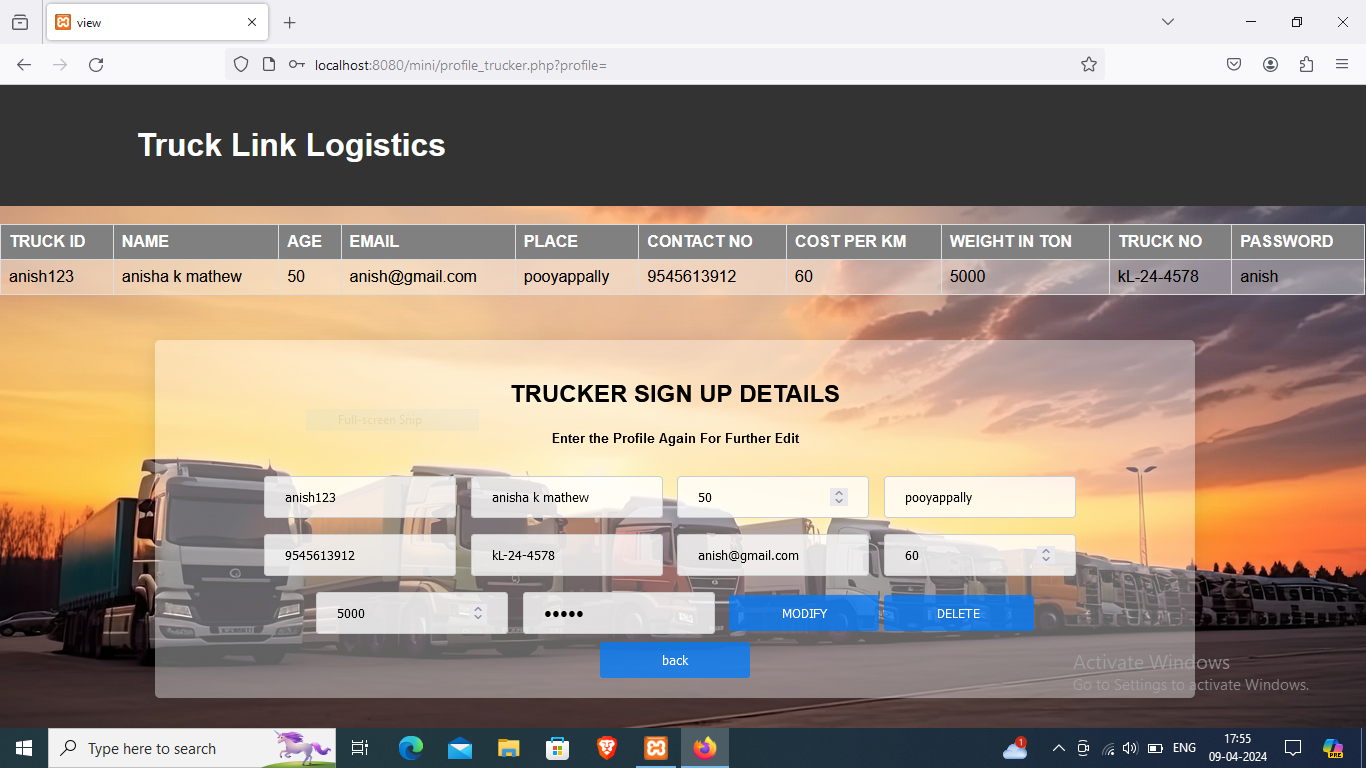 view
localhost:8080/mini/profile_trucker.php?profile=
Truck Link Logistics
TRUCK ID NAME AGE EMAIL PLACE CONTACT NO COST PER KM WEIGHT IN TON TRUCK NO PASSWORD
anish123 anisha k mathew 50 anish@gmail.com pooyappally 9545613912 60 5000 kL-24-4578 anish
TRUCKER SIGN UP DETAILS
Full-screen Snip
Enter the Profile Again For Further Edit
anish123 anisha k mathew 50 pooyappally
9545613912 kL-24-4578 anish@gmail.com 60
5000 ●●●●● MODIFY DELETE
back
Activate Windows
Go to Settings to activate Windows.
Type here to search
1
ENG
17:55
09-04-2024
PRE